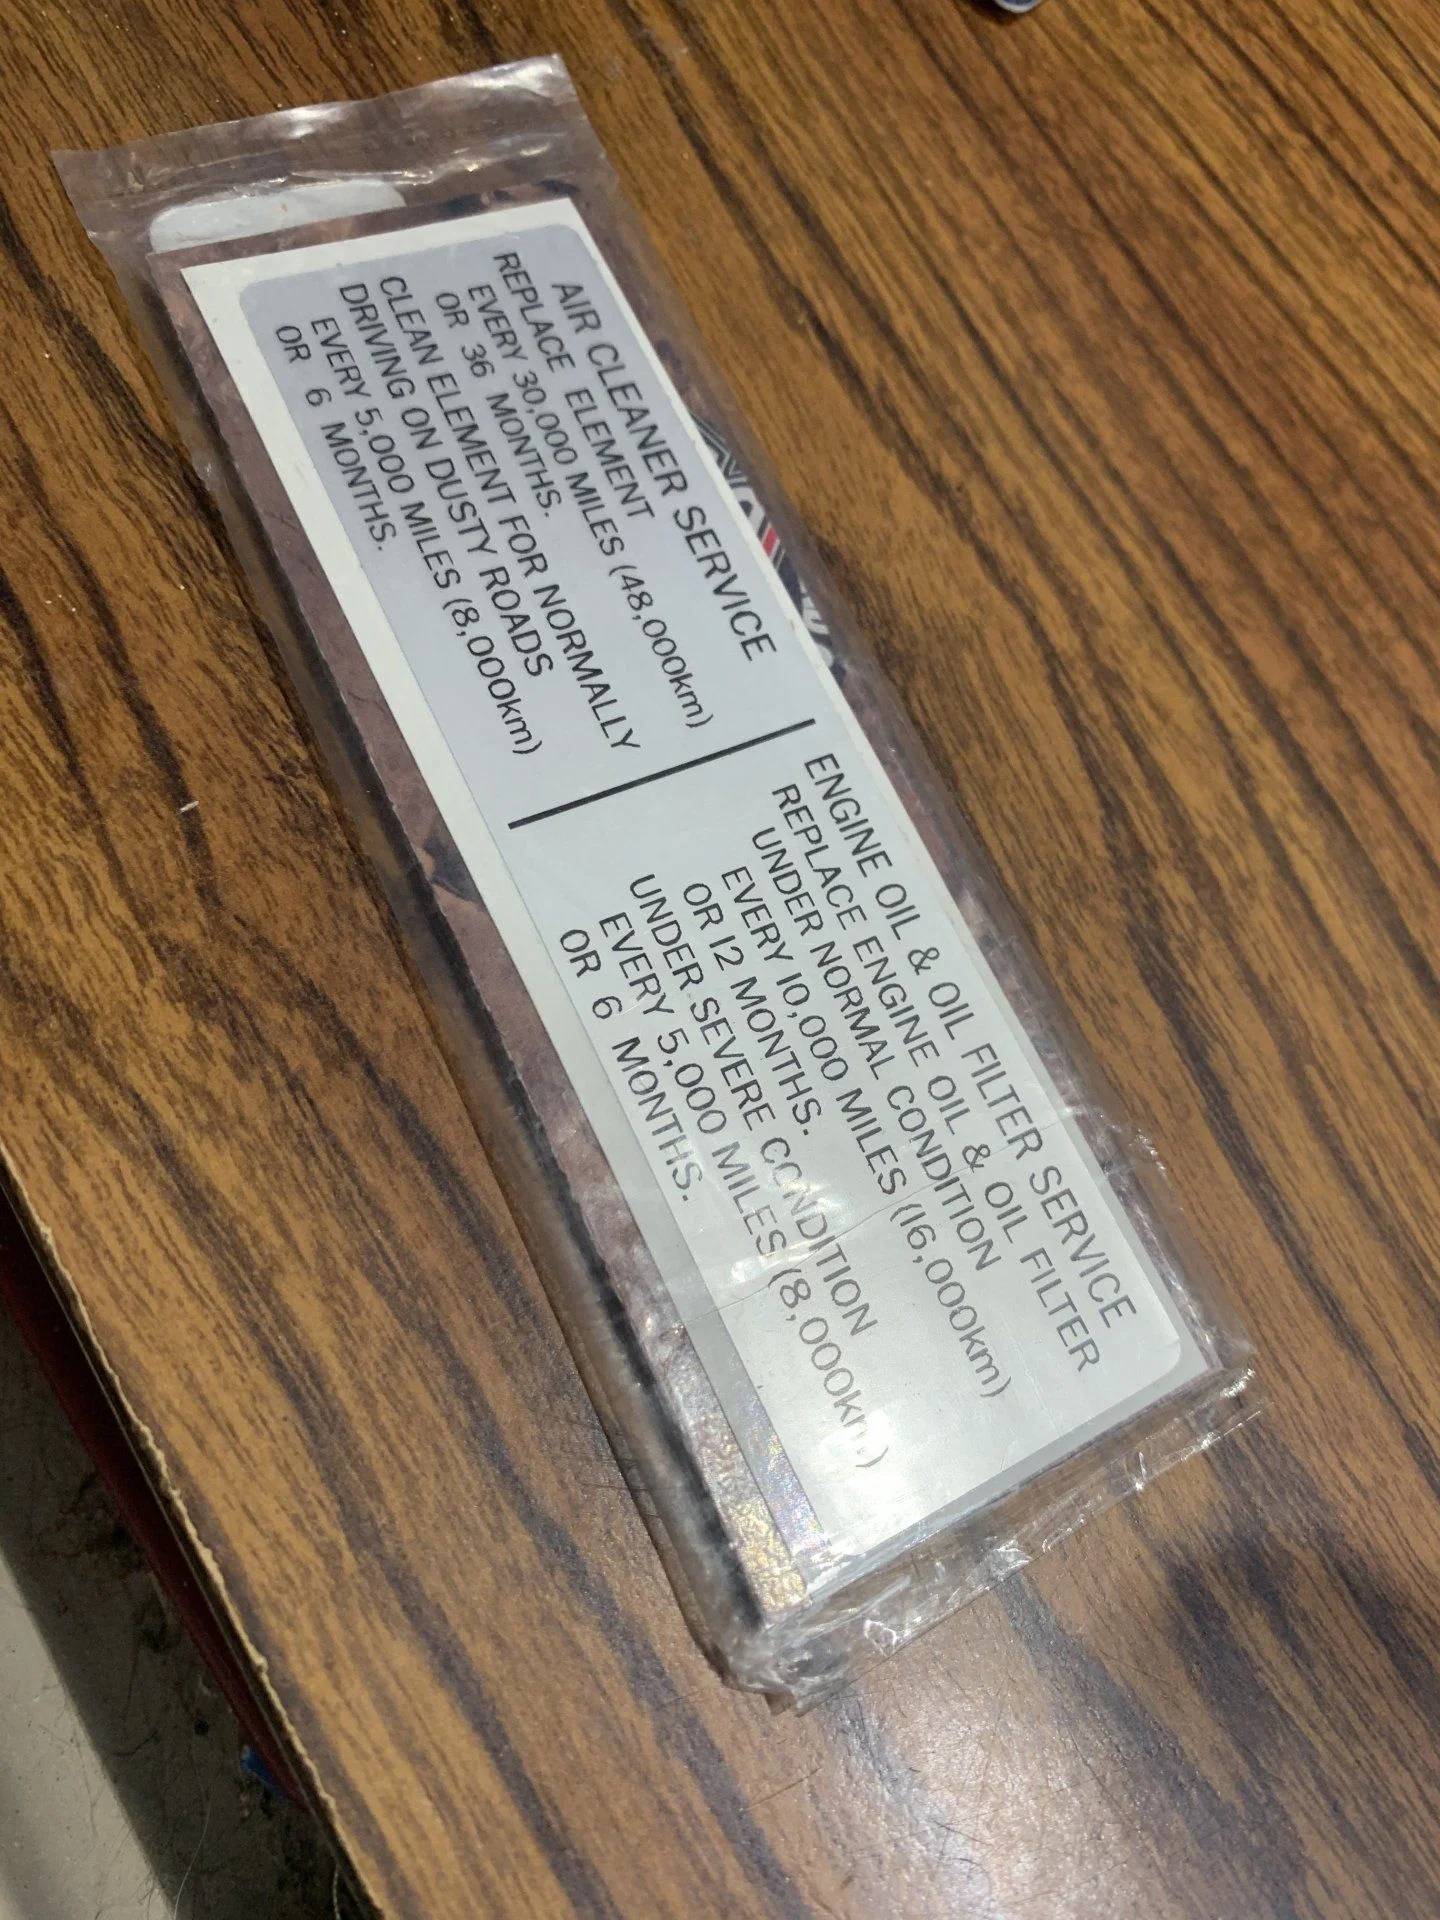 AIR CLEANER SERVICE
REPLACE ELEMENT
EVERY 30,000 MILES (48,000km)
OR 36 MONTHS.
CLEAN ELEMENT FOR NORMALLY
DRIVING ON DUSTY ROADS
EVERY 5,000 MILES (8,000km)
OR 6 MONTHS.
ENGINE OIL & OIL FILTER SERVICE
REPLACE ENGINE OIL & OIL FILTER
UNDER NORMAL CONDITION
EVERY 10,000 MILES (16,000km)
OR 12 MONTHS.
UNDER SEVERE CONDITION
EVERY 5,000 MILES (8,000km)
OR 6 MONTHS.